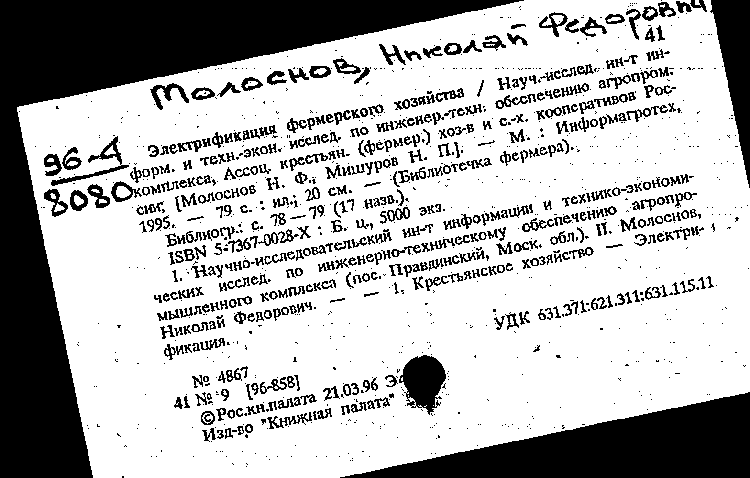 Молоснов, Николай Федорович
41
96-4
8080
Электрификация фермерского хозяйства / Науч.-исслед. ин-т ин-
форм. и техн.-экон. исслед. по инженер.-техн. обеспечению агропром.
комплекса, Ассоц. крестьян. (фермер.) хоз-в и с.-х. кооперативов Рос-
сии; [Молоснов Н. Ф., Мишуров Н. П.]. — М. : Информагротех,
1995. — 79 с. : ил.; 20 см. — (Библиотечка фермера).
Библиогр.: с. 78—79 (17 назв.).
ISBN 5-7367-0028-X : Б. ц., 5000 экз.
1. Научно-исследовательский ин-т информации и технико-экономи-
ческих исслед. по инженерно-техническому обеспечению агропро-
мышленного комплекса (пос. Правдинский, Моск. обл.). II. Молоснов,
Николай Федорович. — — 1. Крестьянское хозяйство — Электри-
фикация.
УДК 631.371:621.311:631.115.11
№ 4867
41 № 9 [96-858]
©Рос.кн.палата 21.03.96
Изд-во "Книжная палата"